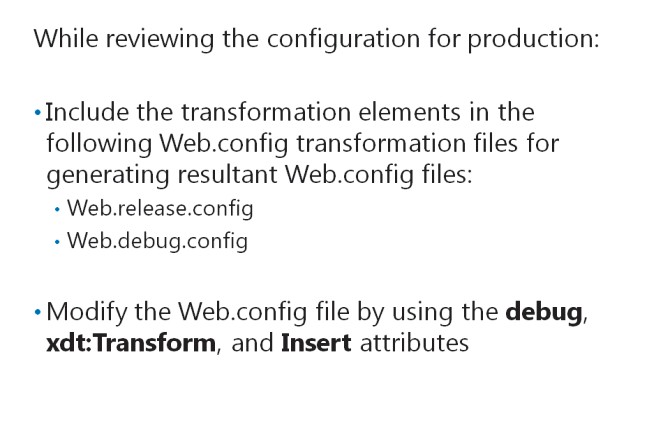 While reviewing the configuration for production:
•Include the transformation elements in the
following Web.config transformation files for
generating resultant Web.config files:
• Web.release.config
• Web.debug.config
•Modify the Web.config file by using the debug,
xdt:Transform, and Insert attributes